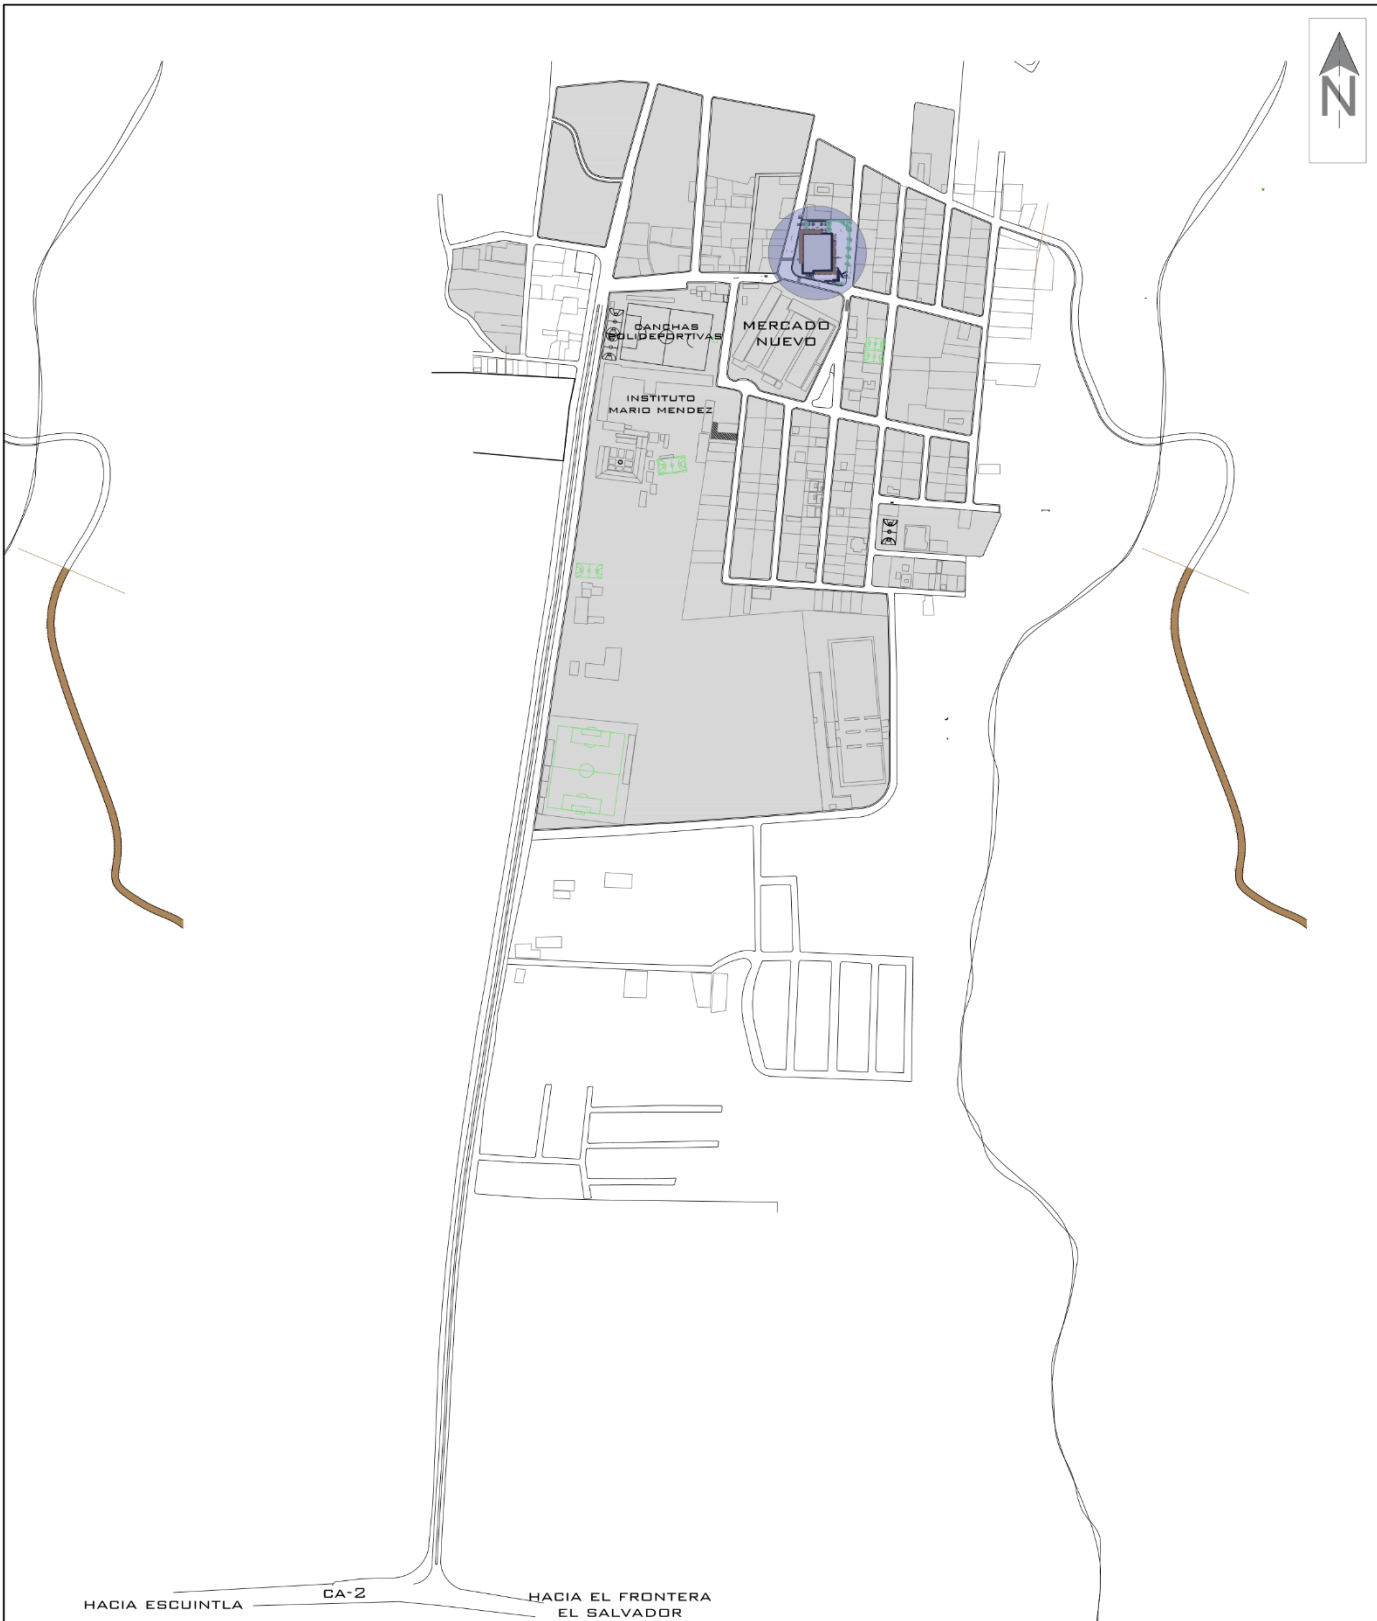 N
CANCHAS
POLIDEPORTIVAS
MERCADO
NUEVO
INSTITUTO
MARIO MENDEZ
CA-2
HACIA ESCUINTLA
HACIA EL FRONTERA
EL SALVADOR